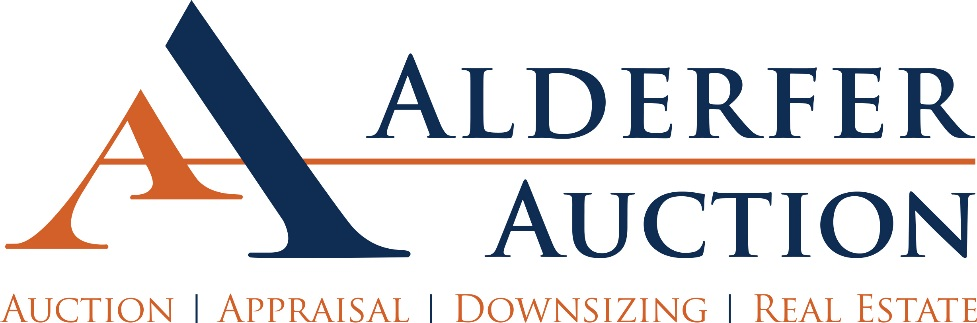 ALDERFER
AUCTION
AUCTION | APPRAISAL | DOWNSIZING | REAL ESTATE